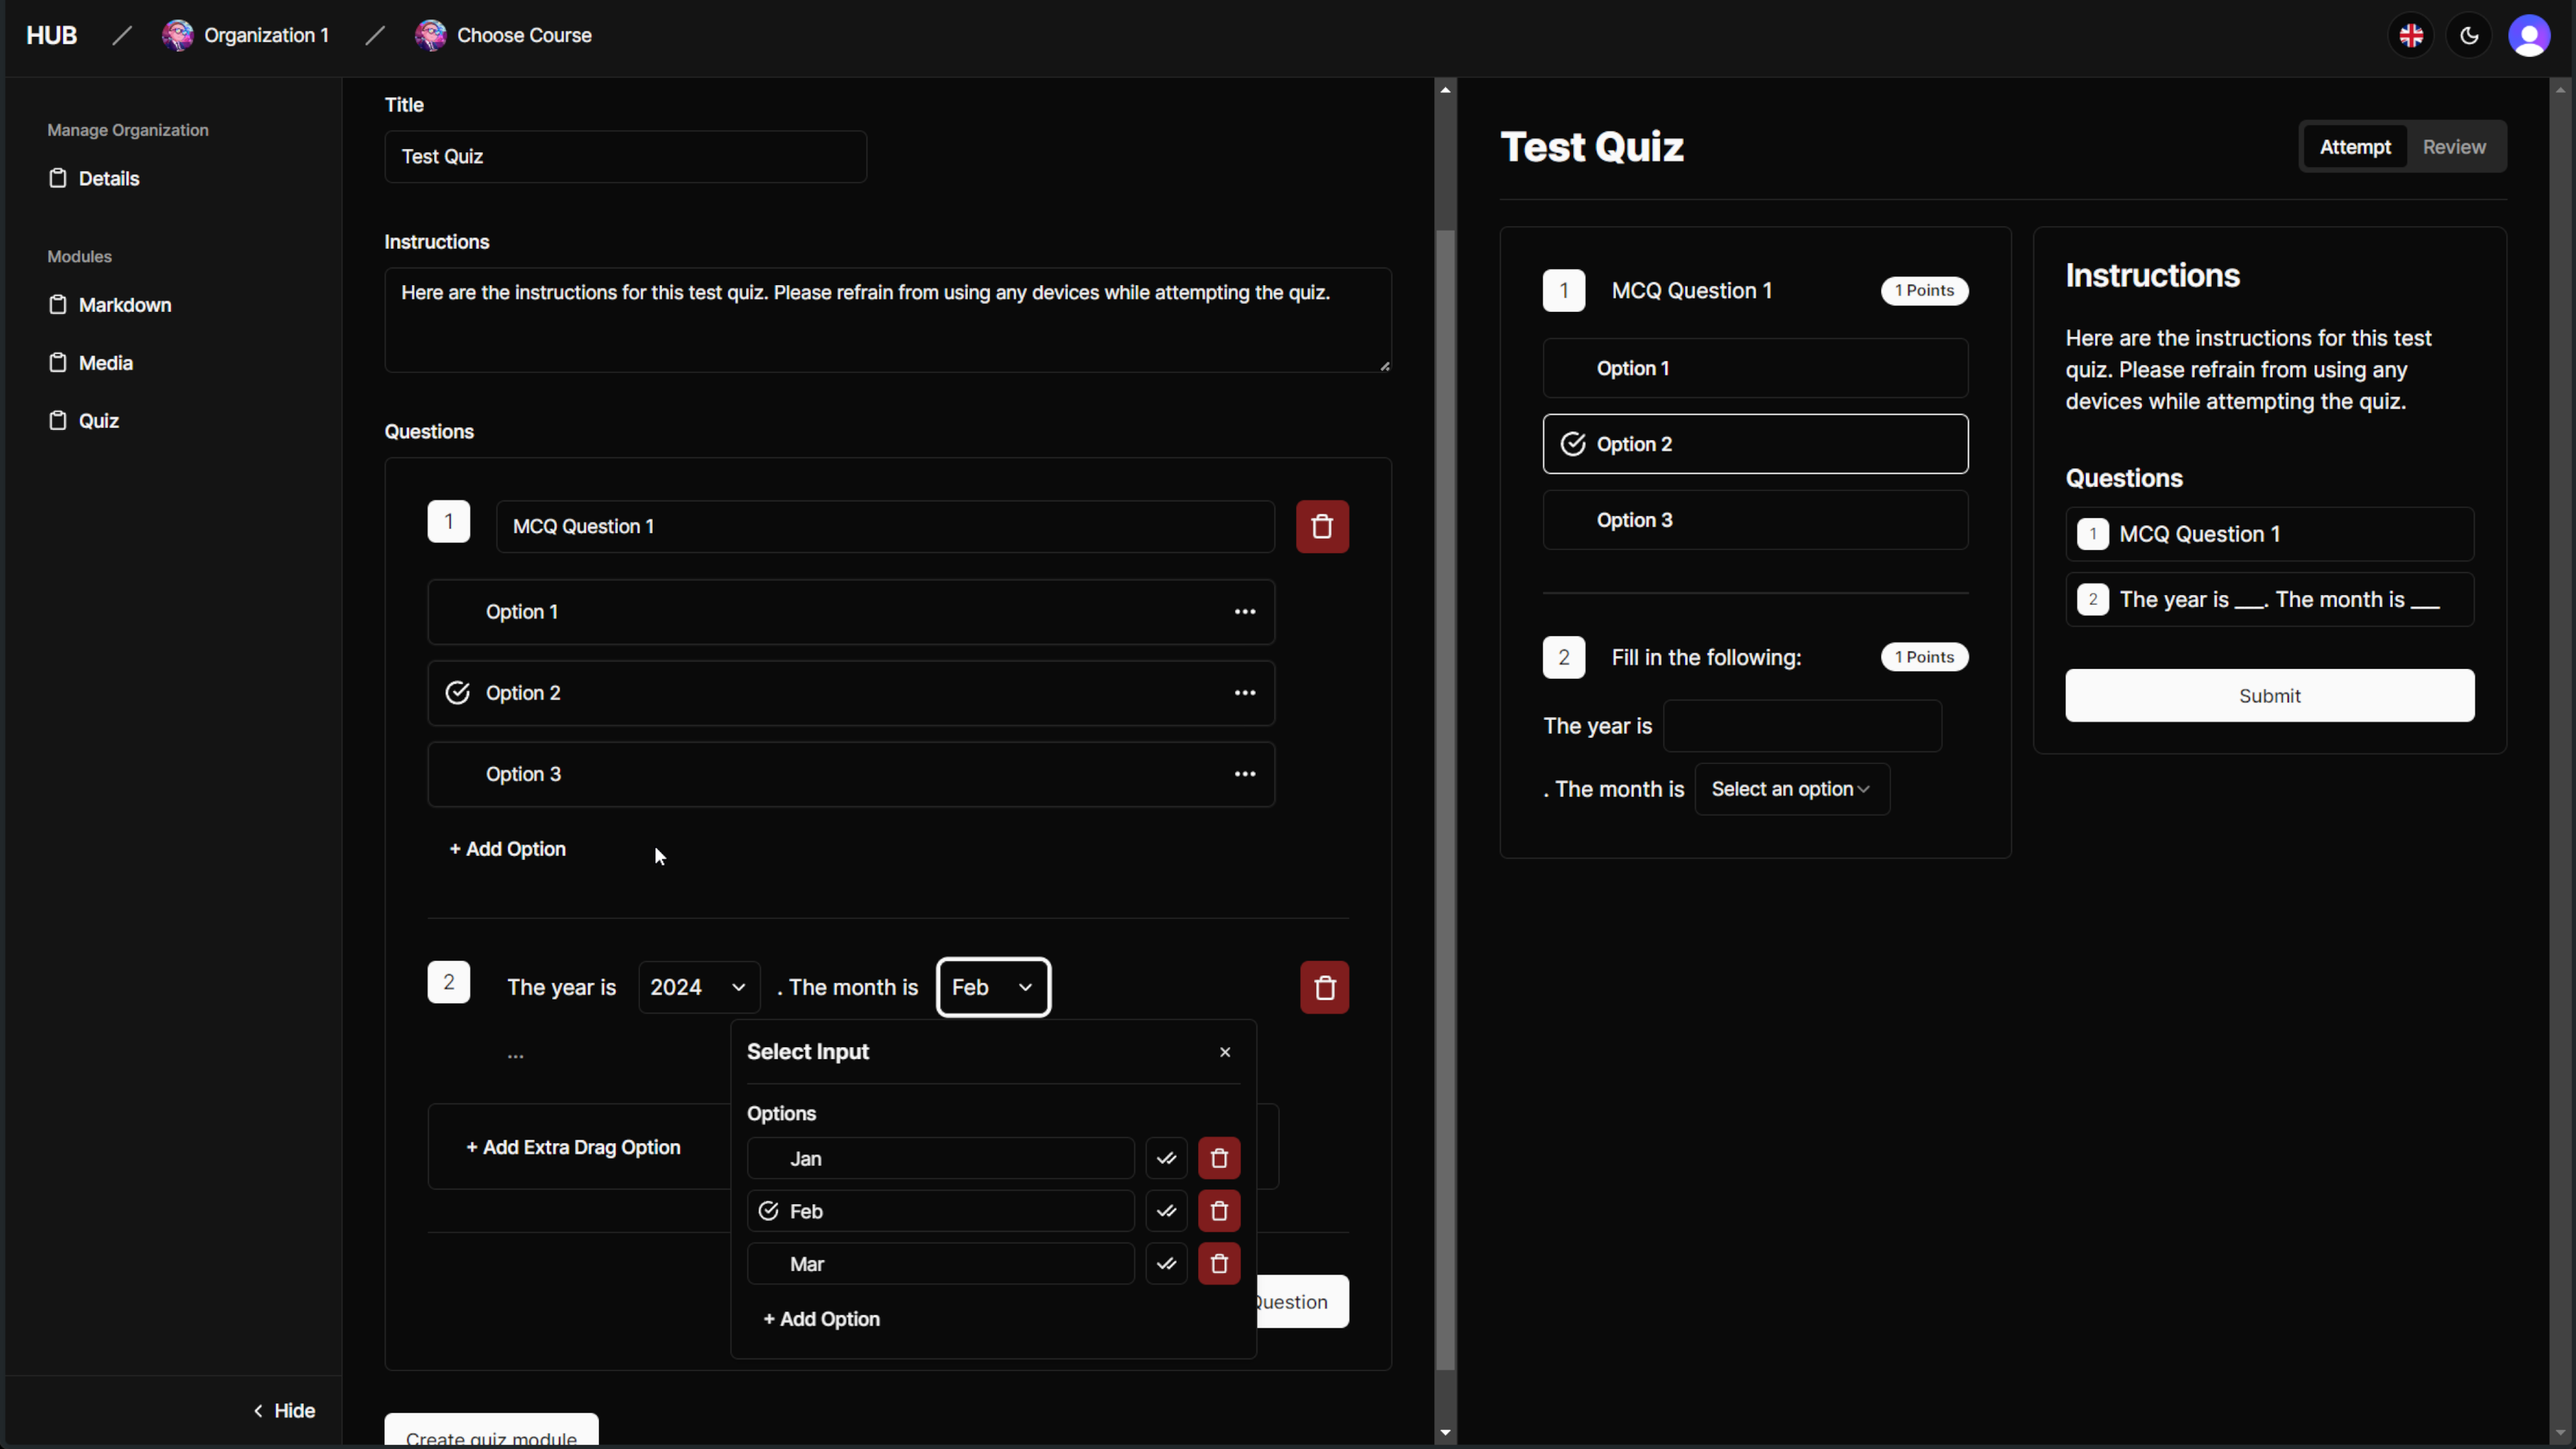 HUB / Organization 1 / Choose Course
Manage Organization
Details
Modules
Markdown
Media
Quiz
Hide
Title
Test Quiz
Instructions
Here are the instructions for this test quiz. Please refrain from using any devices while attempting the quiz.
Questions
1 MCQ Question 1
Option 1
Option 2
Option 3
+ Add Option
2 The year is 2024 . The month is Feb
...
+ Add Extra Drag Option
Select Input
Options
Jan
Feb
Mar
+ Add Option
Question
Create quiz module
Test Quiz
Attempt Review
1 MCQ Question 1 1 Points
Option 1
Option 2
Option 3
2 Fill in the following: 1 Points
The year is
. The month is Select an option
Instructions
Here are the instructions for this test
quiz. Please refrain from using any
devices while attempting the quiz.
Questions
1 MCQ Question 1
2 The year is ___. The month is ___
Submit